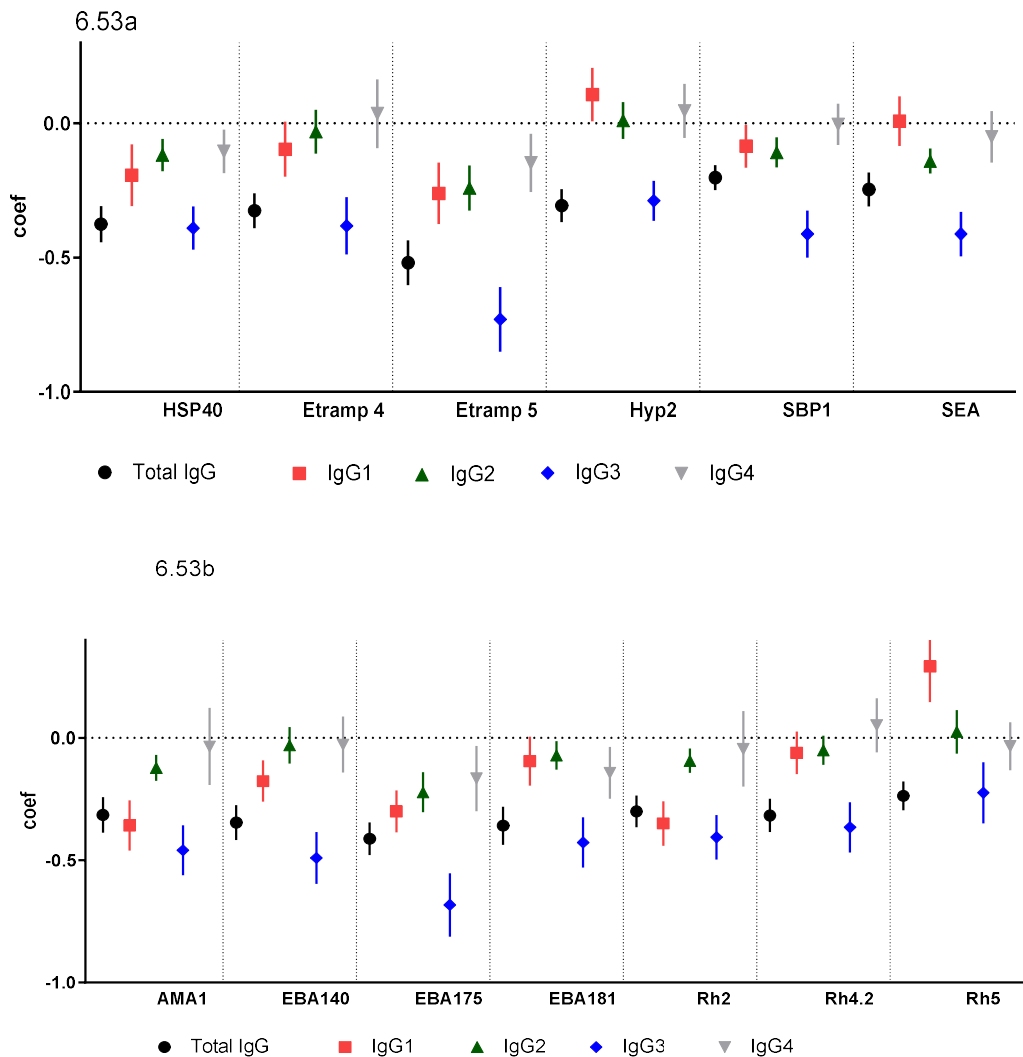 6.53a
0.0
coef
-0.5
-1.0
HSP40 Etramp 4 Etramp 5 Hyp2 SBP1 SEA
Total IgG IgG1 IgG2 IgG3 IgG4
6.53b
0.0
coef
-0.5
-1.0
AMA1 EBA140 EBA175 EBA181 Rh2 Rh4.2 Rh5
Total IgG IgG1 IgG2 IgG3 IgG4